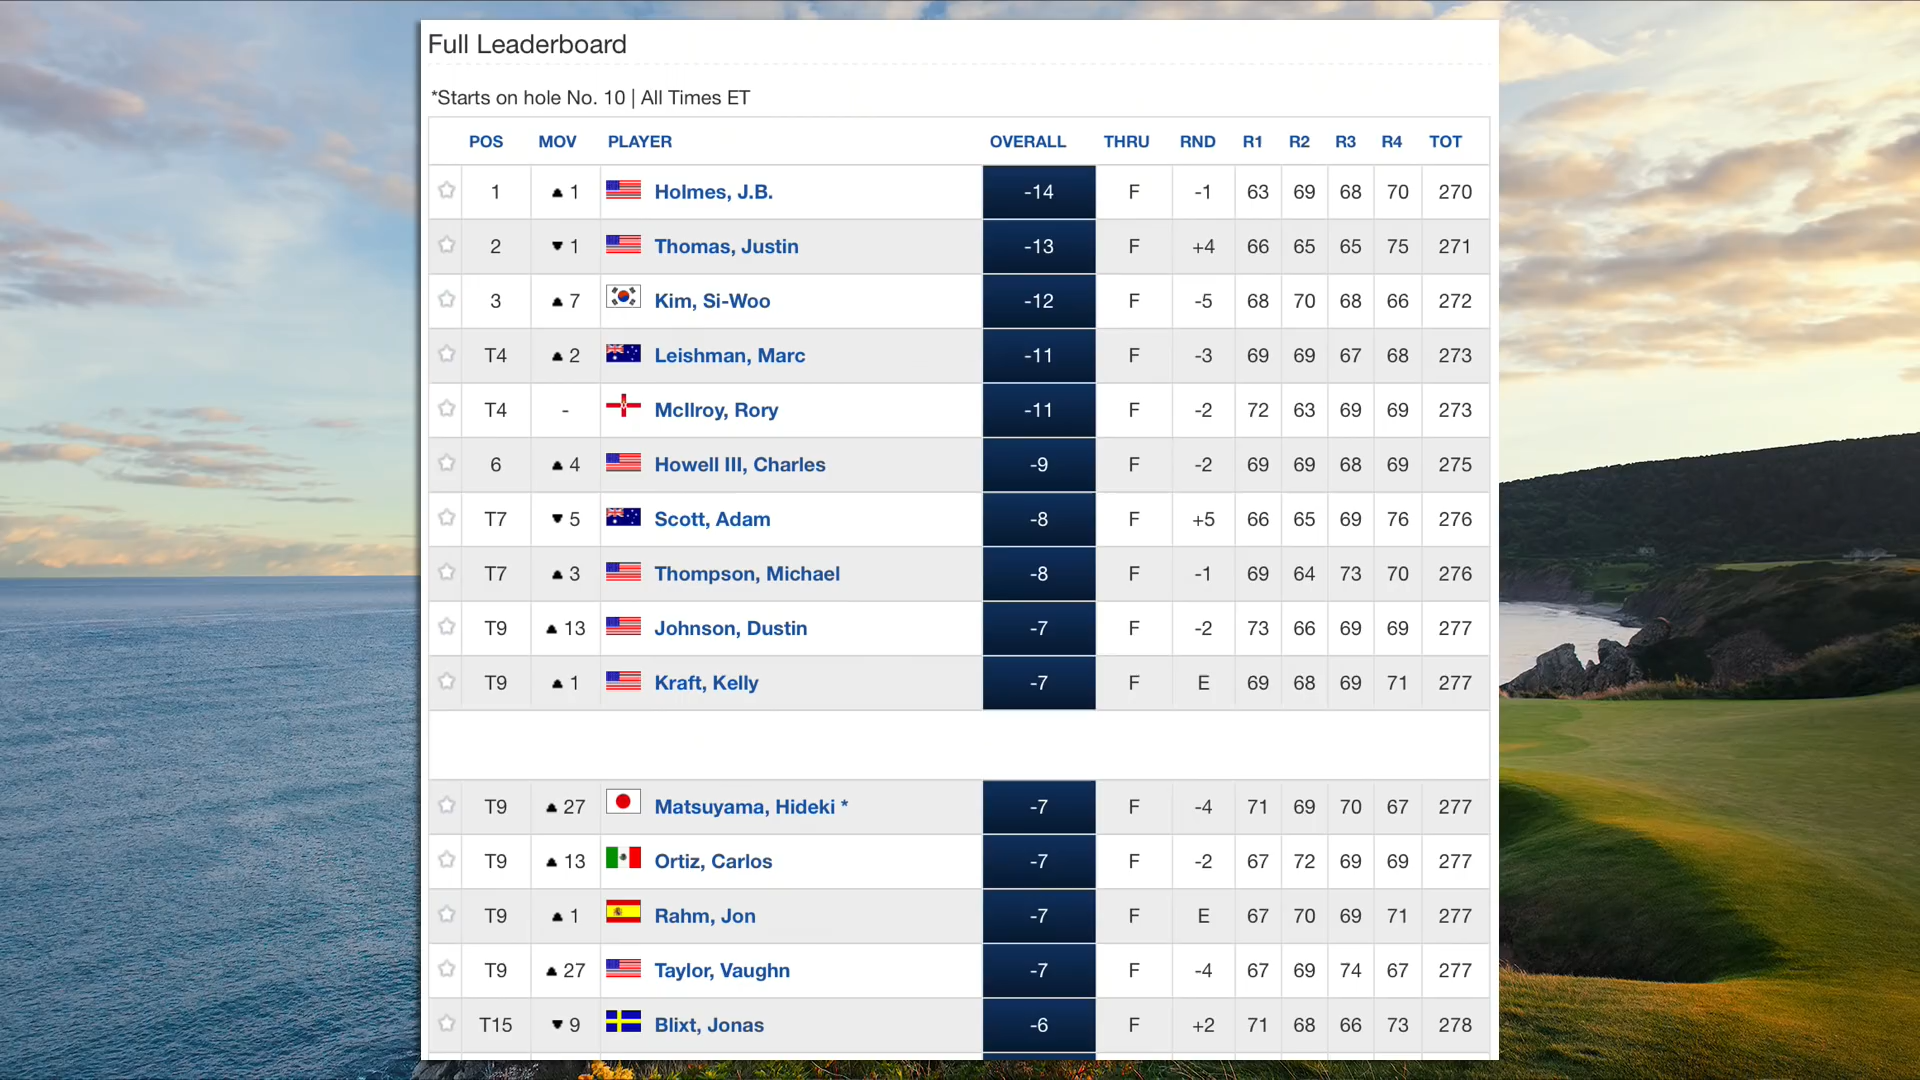 Full Leaderboard
*Starts on hole No. 10 | All Times ET
POS MOV PLAYER OVERALL THRU RND R1 R2 R3 R4 TOT
1 ▲ 1 Holmes, J.B. -14 F -1 63 69 68 70 270
2 ▼ 1 Thomas, Justin -13 F +4 66 65 65 75 271
3 ▲ 7 Kim, Si-Woo -12 F -5 68 70 68 66 272
T4 ▲ 2 Leishman, Marc -11 F -3 69 69 67 68 273
T4 - McIlroy, Rory -11 F -2 72 63 69 69 273
6 ▲ 4 Howell III, Charles -9 F -2 69 69 68 69 275
T7 ▼ 5 Scott, Adam -8 F +5 66 65 69 76 276
T7 ▲ 3 Thompson, Michael -8 F -1 69 64 73 70 276
T9 ▲ 13 Johnson, Dustin -7 F -2 73 66 69 69 277
T9 ▲ 1 Kraft, Kelly -7 F E 69 68 69 71 277
T9 ▲ 27 Matsuyama, Hideki * -7 F -4 71 69 70 67 277
T9 ▲ 13 Ortiz, Carlos -7 F -2 67 72 69 69 277
T9 ▲ 1 Rahm, Jon -7 F E 67 70 69 71 277
T9 ▲ 27 Taylor, Vaughn -7 F -4 67 69 74 67 277
T15 ▼ 9 Blixt, Jonas -6 F +2 71 68 66 73 278